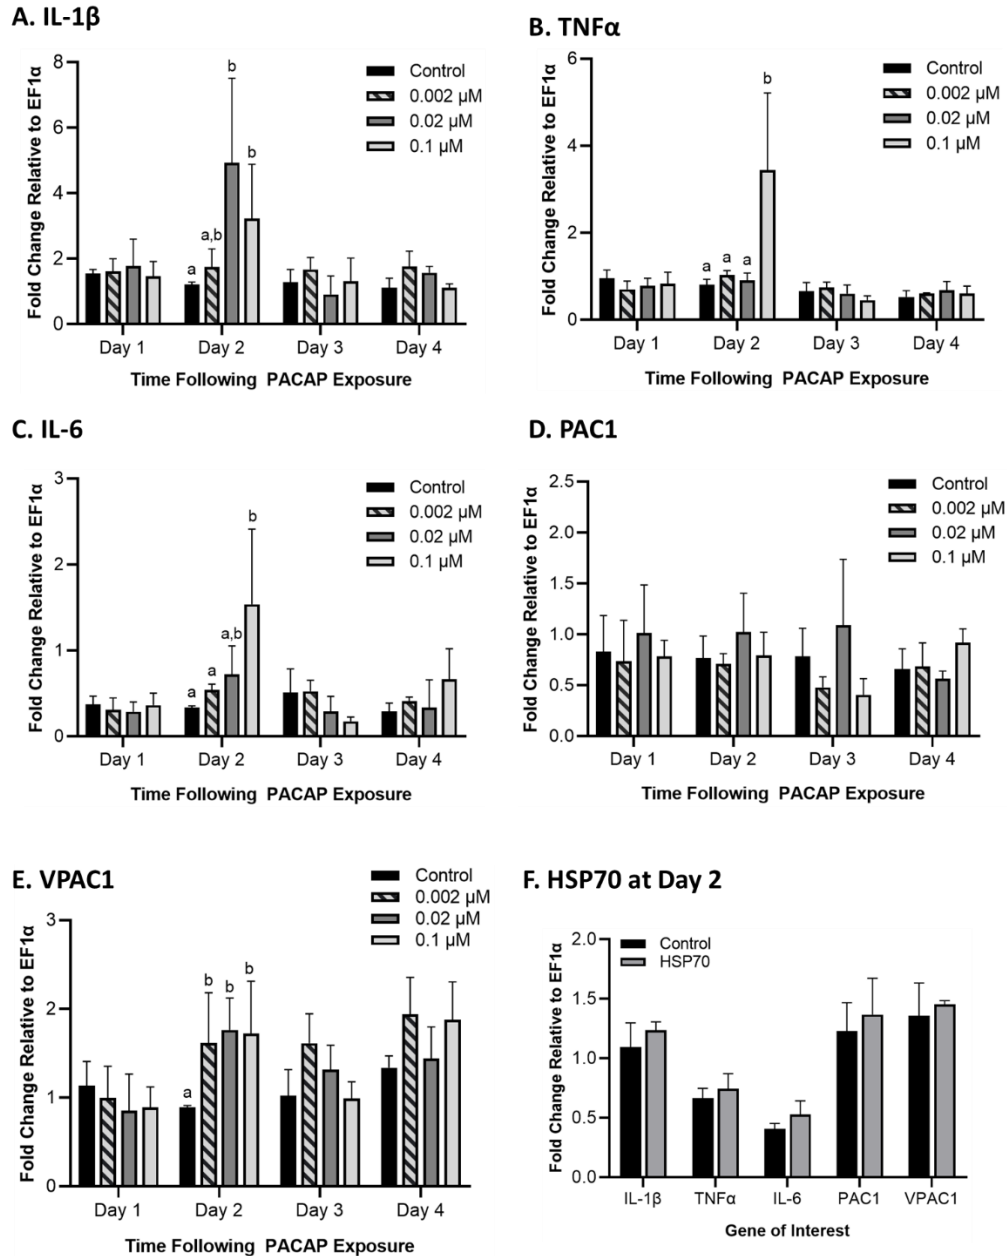 A. IL-1β
Fold Change Relative to EF1α
8
6
4
2
0
b
b
a,b
a
Control
0.002 µM
0.02 µM
0.1 µM
Day 1 Day 2 Day 3 Day 4
Time Following PACAP Exposure
B. TNFα
Fold Change Relative to EF1α
6
4
2
0
b
a a a
Control
0.002 µM
0.02 µM
0.1 µM
Day 1 Day 2 Day 3 Day 4
Time Following PACAP Exposure
C. IL-6
Fold Change Relative to EF1α
3
2
1
0
b
a,b
a
a
Control
0.002 µM
0.02 µM
0.1 µM
Day 1 Day 2 Day 3 Day 4
Time Following PACAP Exposure
D. PAC1
Fold Change Relative to EF1α
2.5
2.0
1.5
1.0
0.5
0.0
Control
0.002 µM
0.02 µM
0.1 µM
Day 1 Day 2 Day 3 Day 4
Time Following PACAP Exposure
E. VPAC1
Fold Change Relative to EF1α
3
2
1
0
a
b b b
Control
0.002 µM
0.02 µM
0.1 µM
Day 1 Day 2 Day 3 Day 4
Time Following PACAP Exposure
F. HSP70 at Day 2
Fold Change Relative to EF1α
2.0
1.5
1.0
0.5
0.0
Control
HSP70
IL-1β TNFα IL-6 PAC1 VPAC1
Gene of Interest